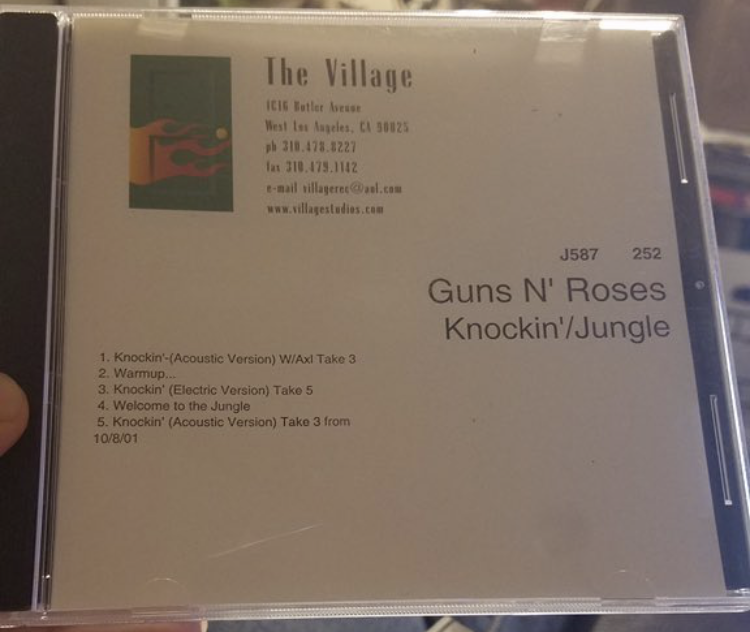 The Village
1616 Butler Avenue
West Los Angeles, CA 90025
ph 310.478.8227
fax 310.479.1142
e-mail villagerec@aol.com
www.villagestudios.com
J587 252
Guns N' Roses
Knockin'/Jungle
1. Knockin'-(Acoustic Version) W/Axl Take 3
2. Warmup...
3. Knockin' (Electric Version) Take 5
4. Welcome to the Jungle
5. Knockin' (Acoustic Version) Take 3 from
10/8/01